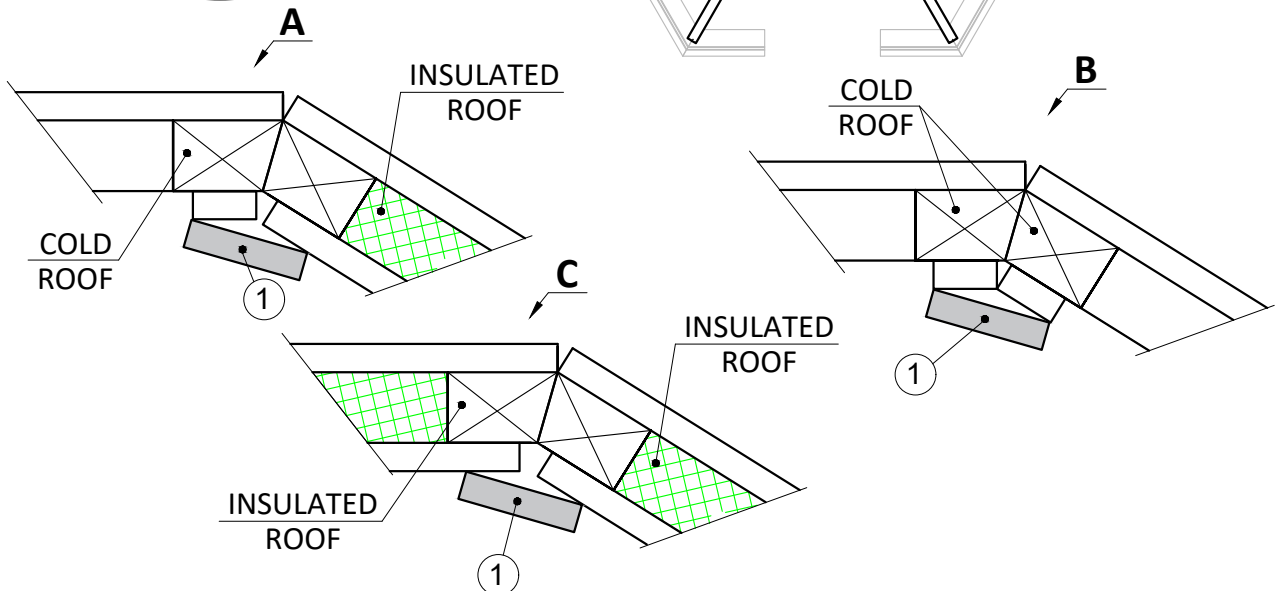 A
INSULATED
ROOF
COLD
ROOF
1
B
COLD
ROOF
1
C
INSULATED
ROOF
INSULATED
ROOF
1